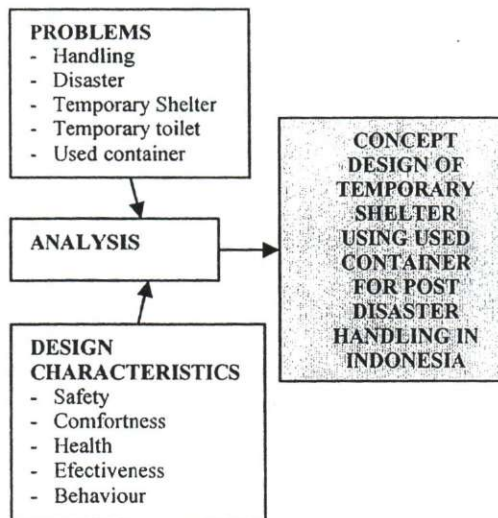 PROBLEMS
- Handling
- Disaster
- Temporary Shelter
- Temporary toilet
- Used container
ANALYSIS
DESIGN
CHARACTERISTICS
- Safety
- Comfortness
- Health
- Efectiveness
- Behaviour
CONCEPT
DESIGN OF
TEMPORARY
SHELTER
USING USED
CONTAINER
FOR POST
DISASTER
HANDLING IN
INDONESIA